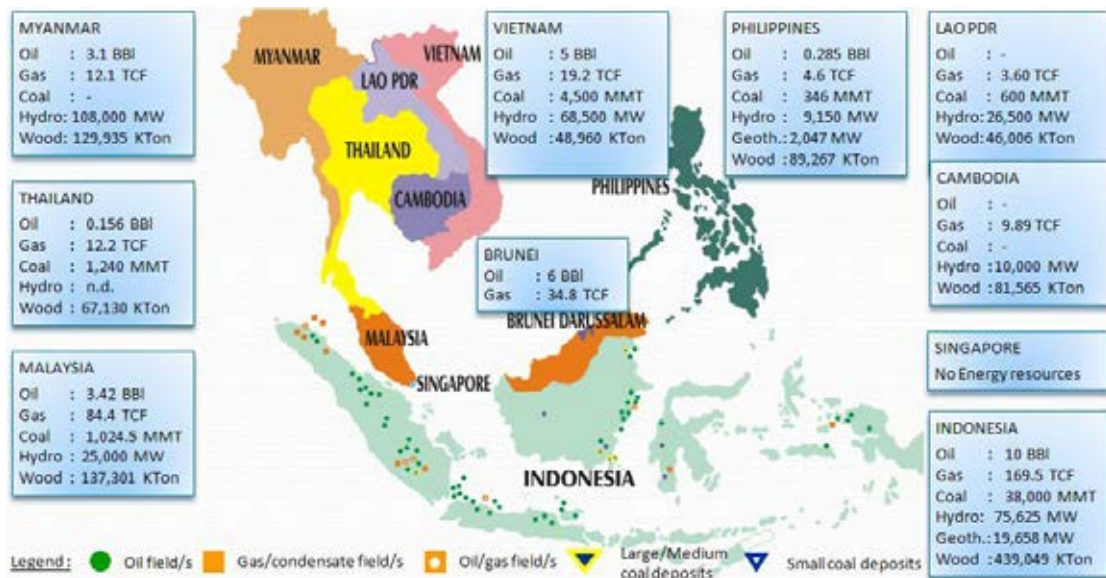 MYANMAR
Oil : 3.1 BBl
Gas : 12.1 TCF
Coal : -
Hydro: 108,000 MW
Wood: 129,935 KTon
THAILAND
Oil : 0.156 BBl
Gas : 12.2 TCF
Coal : 1,240 MMT
Hydro : n.d.
Wood : 67,130 KTon
MALAYSIA
Oil : 3.42 BBl
Gas : 84.4 TCF
Coal : 1,024.5 MMT
Hydro : 25,000 MW
Wood : 137,301 KTon
MYANMAR
VIETNAM
LAO PDR
THAILAND
CAMBODIA
PHILIPPINES
BRUNEI DARUSSALAM
MALAYSIA
SINGAPORE
INDONESIA
VIETNAM
Oil : 5 BBl
Gas : 19.2 TCF
Coal : 4,500 MMT
Hydro : 68,500 MW
Wood :48,960 KTon
BRUNEI
Oil : 6 BBl
Gas : 34.8 TCF
PHILIPPINES
Oil : 0.285 BBl
Gas : 4.6 TCF
Coal : 346 MMT
Hydro : 9,150 MW
Geoth.: 2,047 MW
Wood : 89,267 KTon
LAO PDR
Oil : -
Gas : 3.60 TCF
Coal : 600 MMT
Hydro :26,500 MW
Wood :46,006 KTon
CAMBODIA
Oil : -
Gas : 9.89 TCF
Coal : -
Hydro :10,000 MW
Wood :81,565 KTon
SINGAPORE
No Energy resources
INDONESIA
Oil : 10 BBl
Gas : 169.5 TCF
Coal : 38,000 MMT
Hydro: 75,625 MW
Geoth.:19,658 MW
Wood :439,049 KTon
Legend : Oil field/s Gas/condensate field/s Oil/gas field/s Large/Medium coal deposits Small coal deposits